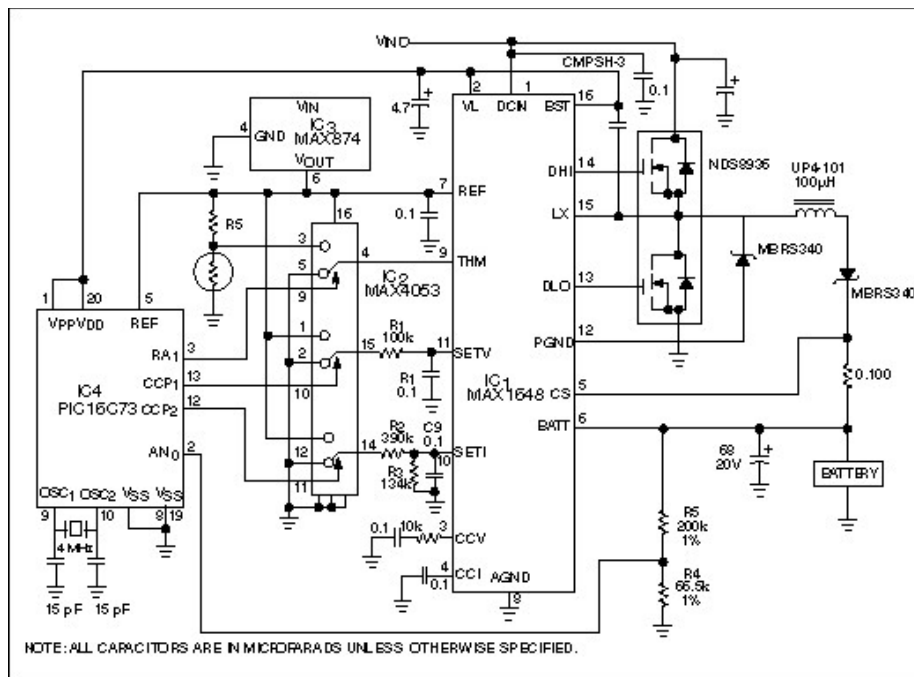 VIN
CMPSH-3
2
1
VL
DCIN
4.7
0.1
16
BST
VIN
4
GND
IC3
MAX874
VOUT
6
DHI
14
NDS9936
UP4-101
100µH
7
REF
0.1
LX
15
R5
16
3
4
9
THM
5
IC2
MAX4053
9
MBRS340
DLO
13
MBRS340
1
20
5
VPP
VDD
REF
PGND
12
1
R1
100k
15
11
SETV
2
RA1
3
R1
0.1
10
CCP1
13
IC4
PIC16C73
CCP2
12
IC1
MAX1648
CS
5
0.100
BATT
6
R2
390k
C9
0.1
14
10
SETI
12
AN0
2
R3
134k
11
68
20V
BATTERY
OSC1
OSC2
VSS
VSS
9
10
8
19
4 MHz
0.1
10k
3
CCV
R5
200k
1%
4
CCI
0.1
AGND
8
R4
66.5k
1%
15 pF
15 pF
NOTE: ALL CAPACITORS ARE IN MICROFARADS UNLESS OTHERWISE SPECIFIED.